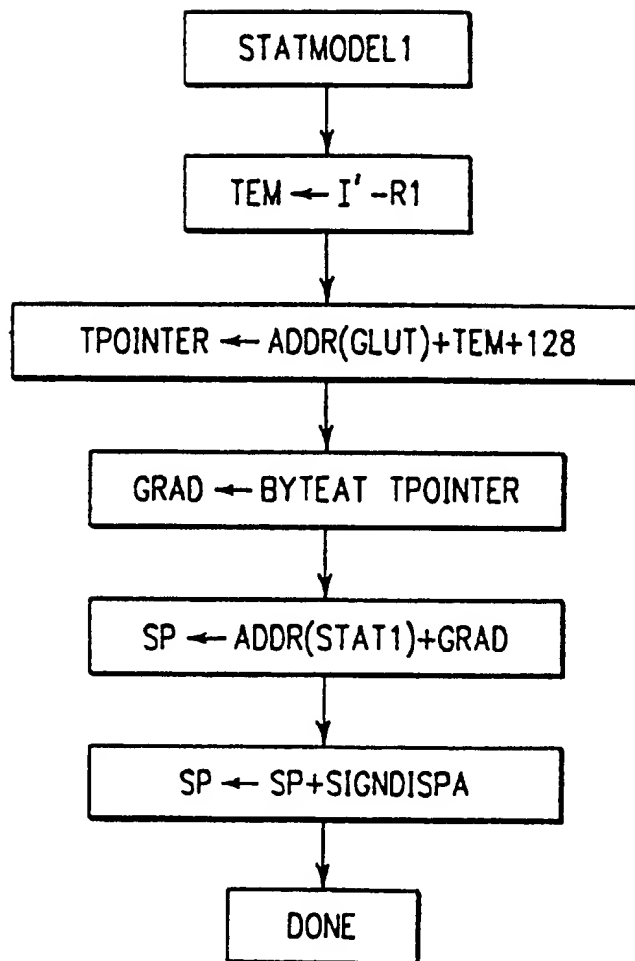 STATMODEL1
TEM ← I' -R1
TPOINTER ← ADDR(GLUT)+TEM+128
GRAD ← BYTEAT TPOINTER
SP ← ADDR(STAT1)+GRAD
SP ← SP+SIGNDISPA
DONE